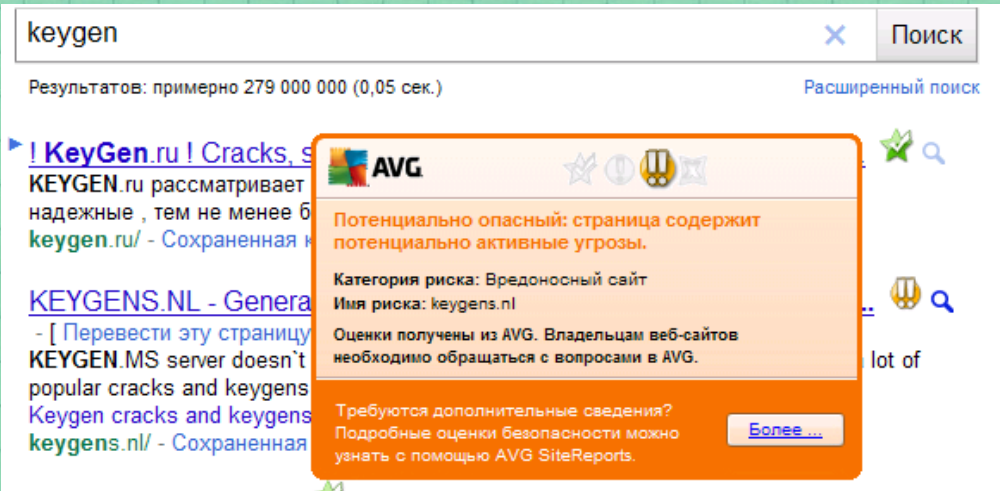 keygen
Поиск
Результатов: примерно 279 000 000 (0,05 сек.)
Расширенный поиск
! KeyGen.ru ! Cracks, s
KEYGEN.ru рассматривает
надежные , тем не менее б
keygen.ru/ - Сохраненная к
KEYGENS.NL - Genera
...
- [ Перевести эту страницу
KEYGEN.MS server doesn`t
lot of
popular cracks and keygens
Keygen cracks and keygens
keygens.nl/ - Сохраненная
AVG
Потенциально опасный: страница содержит
потенциально активные угрозы.
Категория риска: Вредоносный сайт
Имя риска: keygens.nl
Оценки получены из AVG. Владельцам веб-сайтов
необходимо обращаться с вопросами в AVG.
Требуются дополнительные сведения?
Подробные оценки безопасности можно
узнать с помощью AVG SiteReports.
Более ...